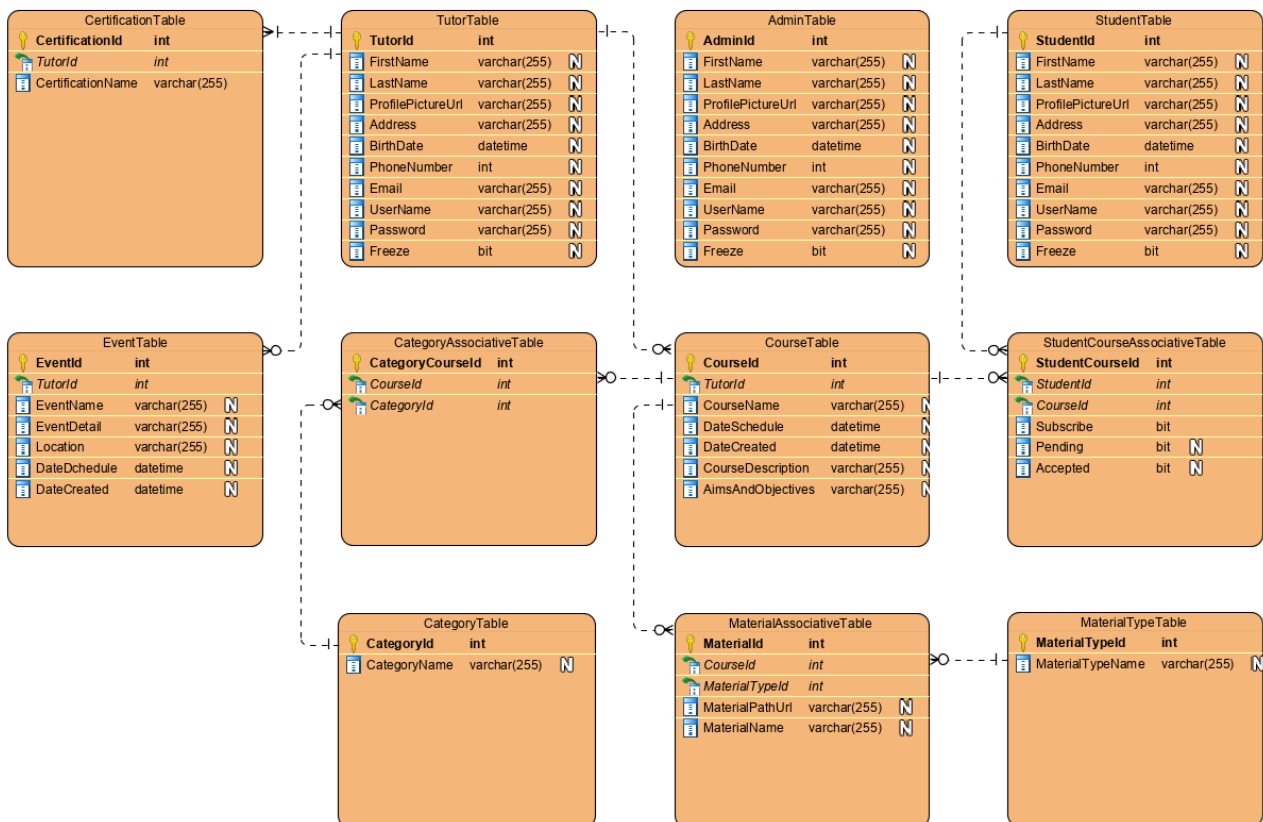 CertificationTable
CertificationId int
TutorId int
CertificationName varchar(255)
TutorTable
TutorId int
FirstName varchar(255) N
LastName varchar(255) N
ProfilePictureUrl varchar(255) N
Address varchar(255) N
BirthDate datetime N
PhoneNumber int N
Email varchar(255) N
UserName varchar(255) N
Password varchar(255) N
Freeze bit N
AdminTable
AdminId int
FirstName varchar(255) N
LastName varchar(255) N
ProfilePictureUrl varchar(255) N
Address varchar(255) N
BirthDate datetime N
PhoneNumber int N
Email varchar(255) N
UserName varchar(255) N
Password varchar(255) N
Freeze bit N
StudentTable
StudentId int
FirstName varchar(255) N
LastName varchar(255) N
ProfilePictureUrl varchar(255) N
Address varchar(255) N
BirthDate datetime N
PhoneNumber int N
Email varchar(255) N
UserName varchar(255) N
Password varchar(255) N
Freeze bit N
EventTable
EventId int
TutorId int
EventName varchar(255) N
EventDetail varchar(255) N
Location varchar(255) N
DateDchedule datetime N
DateCreated datetime N
CategoryAssociativeTable
CategoryCourseId int
CourseId int
CategoryId int
CourseTable
CourseId int
TutorId int
CourseName varchar(255) N
DateSchedule datetime N
DateCreated datetime N
CourseDescription varchar(255) N
AimsAndObjectives varchar(255) N
StudentCourseAssociativeTable
StudentCourseId int
StudentId int
CourseId int
Subscribe bit
Pending bit N
Accepted bit N
CategoryTable
CategoryId int
CategoryName varchar(255) N
MaterialAssociativeTable
MaterialId int
CourseId int
MaterialTypeId int
MaterialPathUrl varchar(255) N
MaterialName varchar(255) N
MaterialTypeTable
MaterialTypeId int
MaterialTypeName varchar(255) N